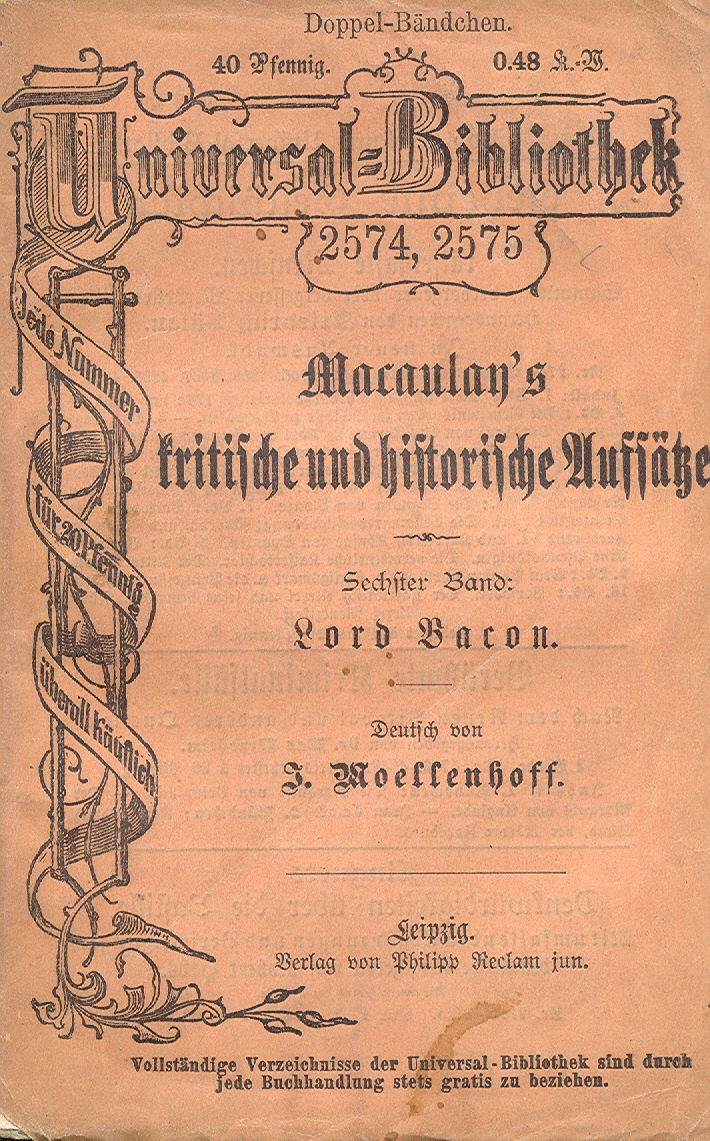 Doppel-Bändchen.
40 Pfennig. 0.48 K.-W.
Universal-Bibliothek
2574, 2575
Jede Nummer
für 20 Pfennig
überall käuflich
Macaulay's
kritische und historische Aufsätze
Sechster Band:
Lord Bacon.
Deutsch von
J. Moellenhoff.
Leipzig.
Verlag von Philipp Reclam jun.
Vollständige Verzeichnisse der Universal-Bibliothek sind durch
jede Buchhandlung stets gratis zu beziehen.